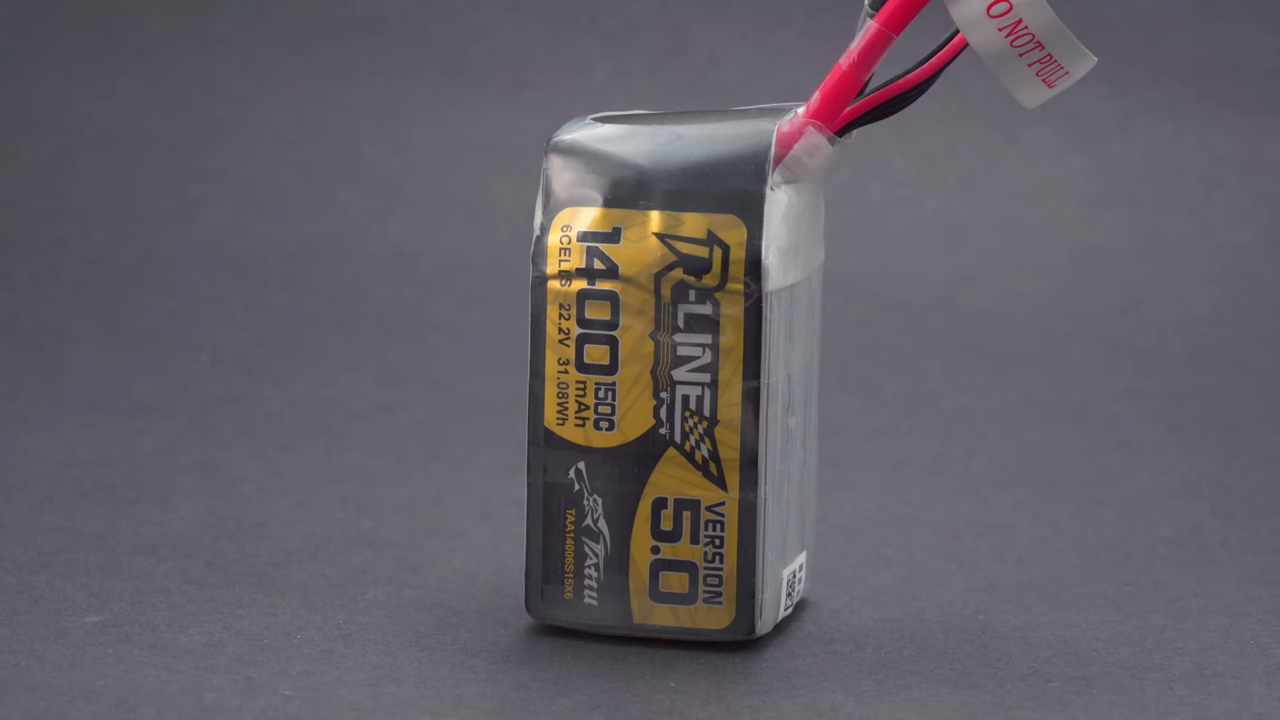 O NOT PULL
R-LINE
VERSION
5.0
1400 150C
mAh
6CELLS 22.2V 31.08Wh
TATTU
TAA14006S15X6